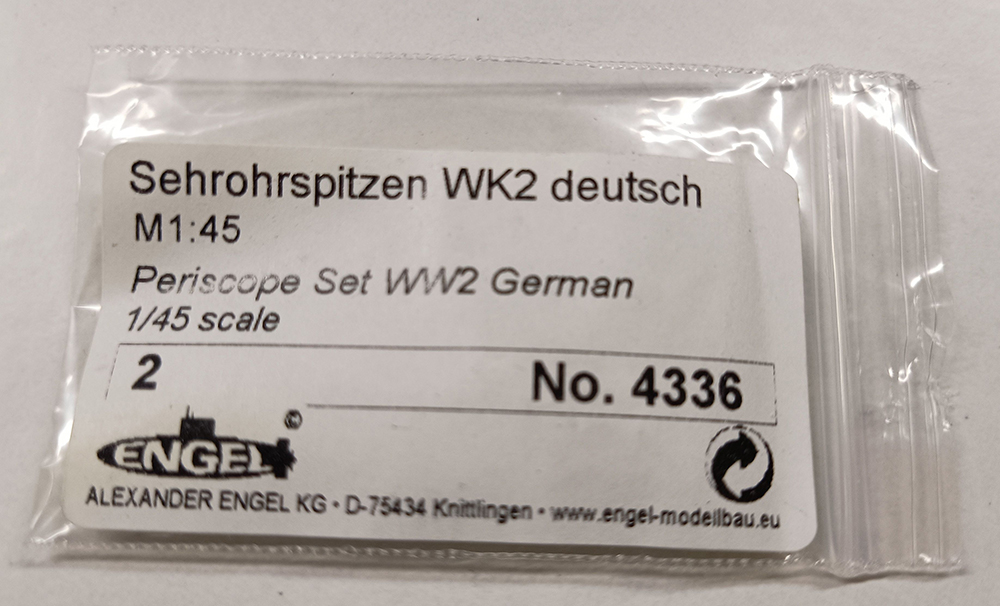 Sehrohrspitzen WK2 deutsch
M1:45
Periscope Set WW2 German
1/45 scale
2 No. 4336
©
ENGEL
ALEXANDER ENGEL KG • D-75434 Knittlingen • www.engel-modellbau.eu